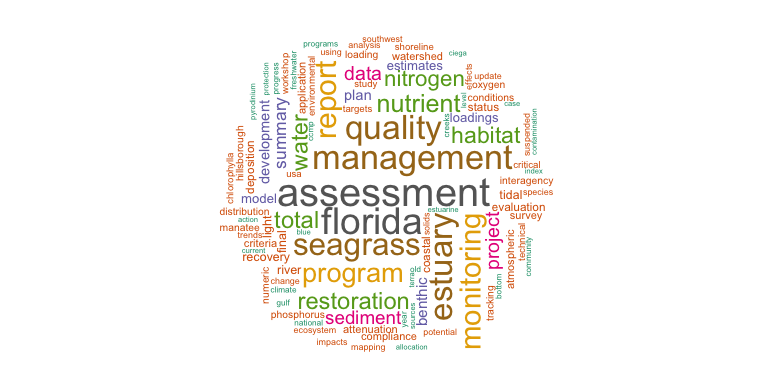 southwest
programs analysis shoreline
using loading watershed ciega
data estimates
update
nitrogen oxygen
study
effects
progress
protection
freshwater
workshop
application
environmental
report
plan
nutrient
level
conditions
status case
targets
pyrodinium
ccmp
water
summary
development
quality
creeks
loadings
habitat
suspended
contamination
hillsborough
chlorophylla
deposition
management
critical
index
usa
interagency
model
assessment
tidal species
distribution
action
manatee
trends
criteria
current
recovery
total
light
final
blue
florida
estuarine
solids
evaluation
survey
seagrass
coastal
estuary
monitoring
project
atmospheric
technical
community
numeric
river
change
climate
gulf
program
old
terra
benthic
bottom
tracking
restoration
phosphorus
national
sediment
year
sources
ecosystem attenuation
potential
compliance
impacts
mapping allocation